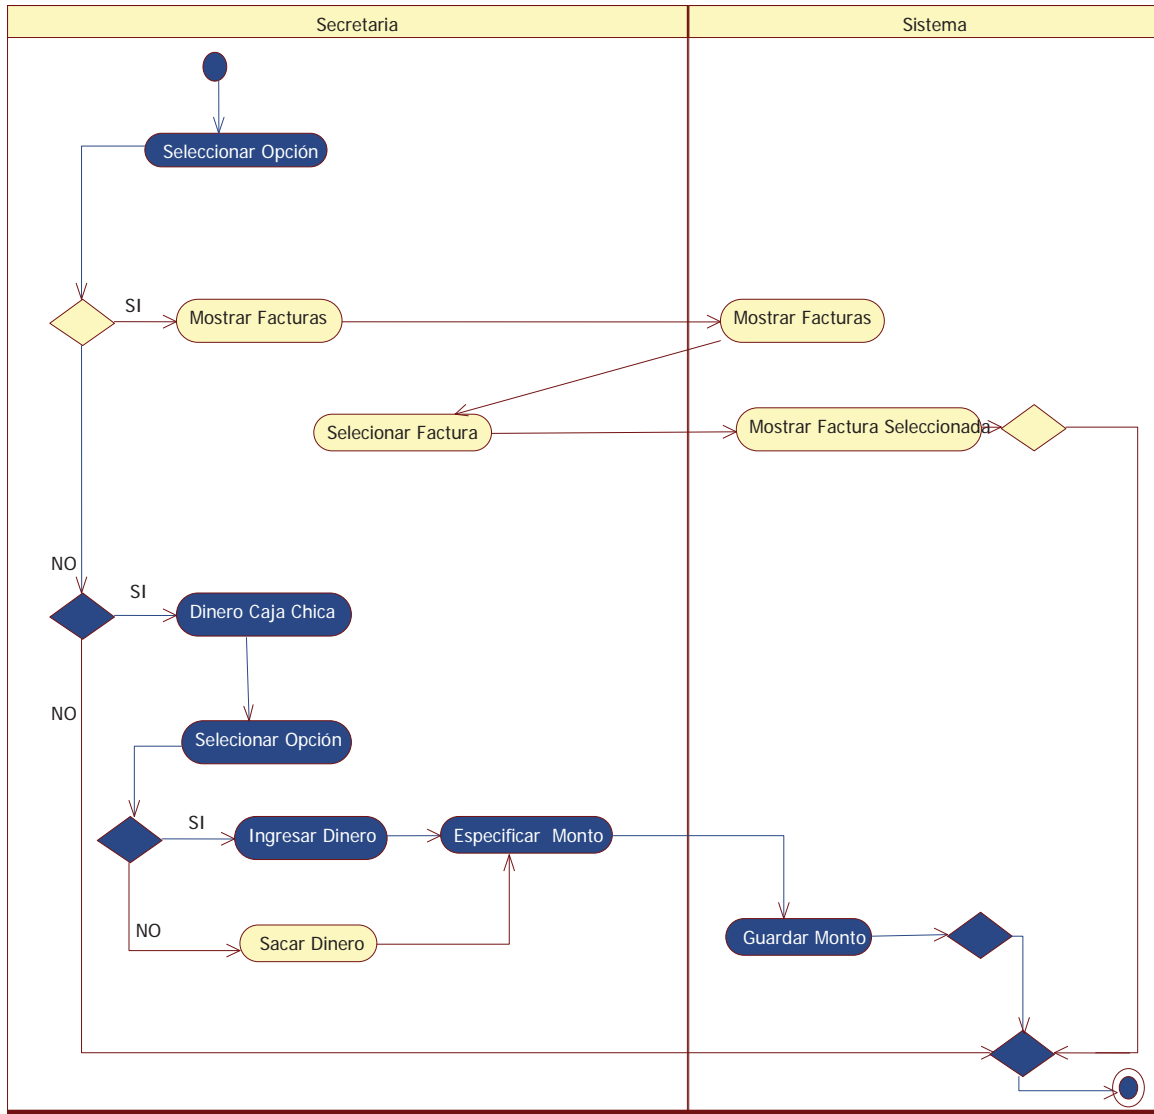 Secretaria
Sistema
Seleccionar Opción
SI
Mostrar Facturas
Mostrar Facturas
Selecionar Factura
Mostrar Factura Seleccionada
NO
SI
Dinero Caja Chica
NO
Selecionar Opción
SI
Ingresar Dinero
Especificar Monto
NO
Sacar Dinero
Guardar Monto